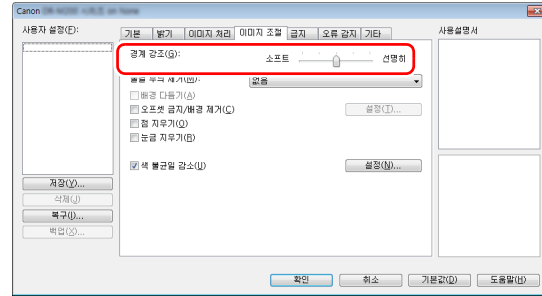 Canon
사용자 설정(F):
기본 밝기 이미지 처리 이미지 조절 급지 오류 감지 기타
사용설명서
경계 강조(G):
소프트 선명히
없음
배경 다듬기(A)
오프셋 금지/배경 제거(C)
설정(T)...
점 지우기(O)
눈금 지우기(R)
색 불균일 감소(U)
설정(N)...
저장(Y)...
삭제(J)
복구(I)...
백업(X)...
확인 취소 기본값(D) 도움말(H)